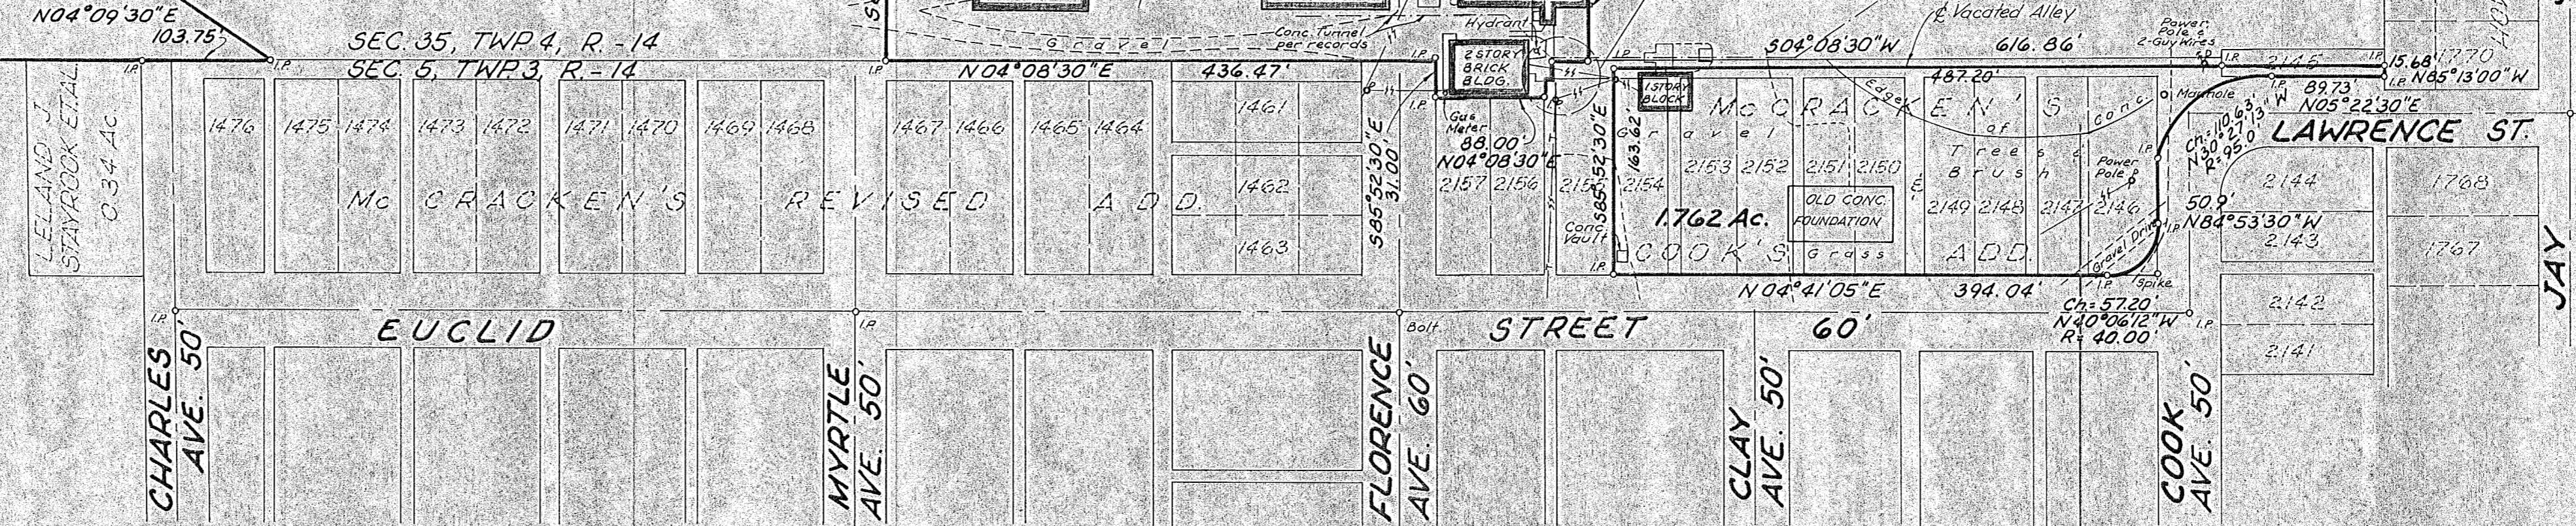 N04°09'30"E
103.75'
SEC. 35, TWP. 4, R.-14
SEC. 5, TWP. 3, R.-14
I.P.
I.P.
I.P.
Gravel
Conc. Tunnel
per records
N04°08'30"E
436.47'
Hydrant
I.P.
2 STORY
BRICK
BLDG.
I.P.
Gas
Meter
88.00'
N04°08'30"E
I.P.
S85°52'30"E
31.00'
I.P.
S04°08'30"W
616.86'
℄ Vacated Alley
Power
Pole &
2-Guy Wires
487.20'
1 STORY
BLOCK
S85°52'30"E
163.62'
Edge of Trees & Brush
Gravel
Conc.
Manhole
2145
1770
15.68'
N85°13'00"W
I.P.
I.P.
89.73'
N05°22'30"E
Ch.=110.63'
N30°27'13"W
R=95.0'
LAWRENCE ST.
LELAND J.
STAYROOK ET.AL.
0.34 AC
1476
1475
1474
1473
1472
1471
1470
1469
1468
1467
1466
1465
1464
1461
1462
1463
McCRACKEN'S REVISED ADD.
2157
2156
2155
2154
2153
2152
2151
2150
2149
2148
2147
2146
McCRACKEN'S
& COOK'S ADD.
1.762 Ac.
OLD CONC.
FOUNDATION
Grass
Conc.
Vault
I.P.
Power
Pole
Gravel Drive
I.P.
I.P.
50.9'
N84°53'30"W
I.P.
Spike
2144
2143
2142
2141
1768
1767
N04°41'05"E
394.04'
Ch=57.20'
N40°06'12"W
R=40.00'
I.P.
I.P.
I.P.
Bolt
EUCLID STREET 60'
CHARLES
AVE. 50'
MYRTLE
AVE. 50'
FLORENCE
AVE. 60'
CLAY
AVE. 50'
COOK
AVE. 50'
JAY